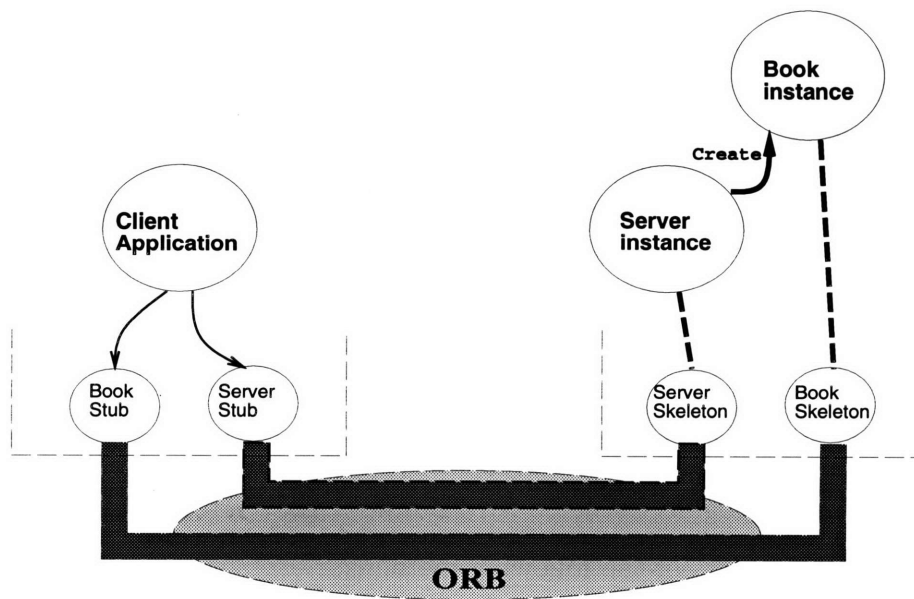 Book
instance
Create
Client
Application
Server
instance
Book
Stub
Server
Stub
Server
Skeleton
Book
Skeleton
ORB